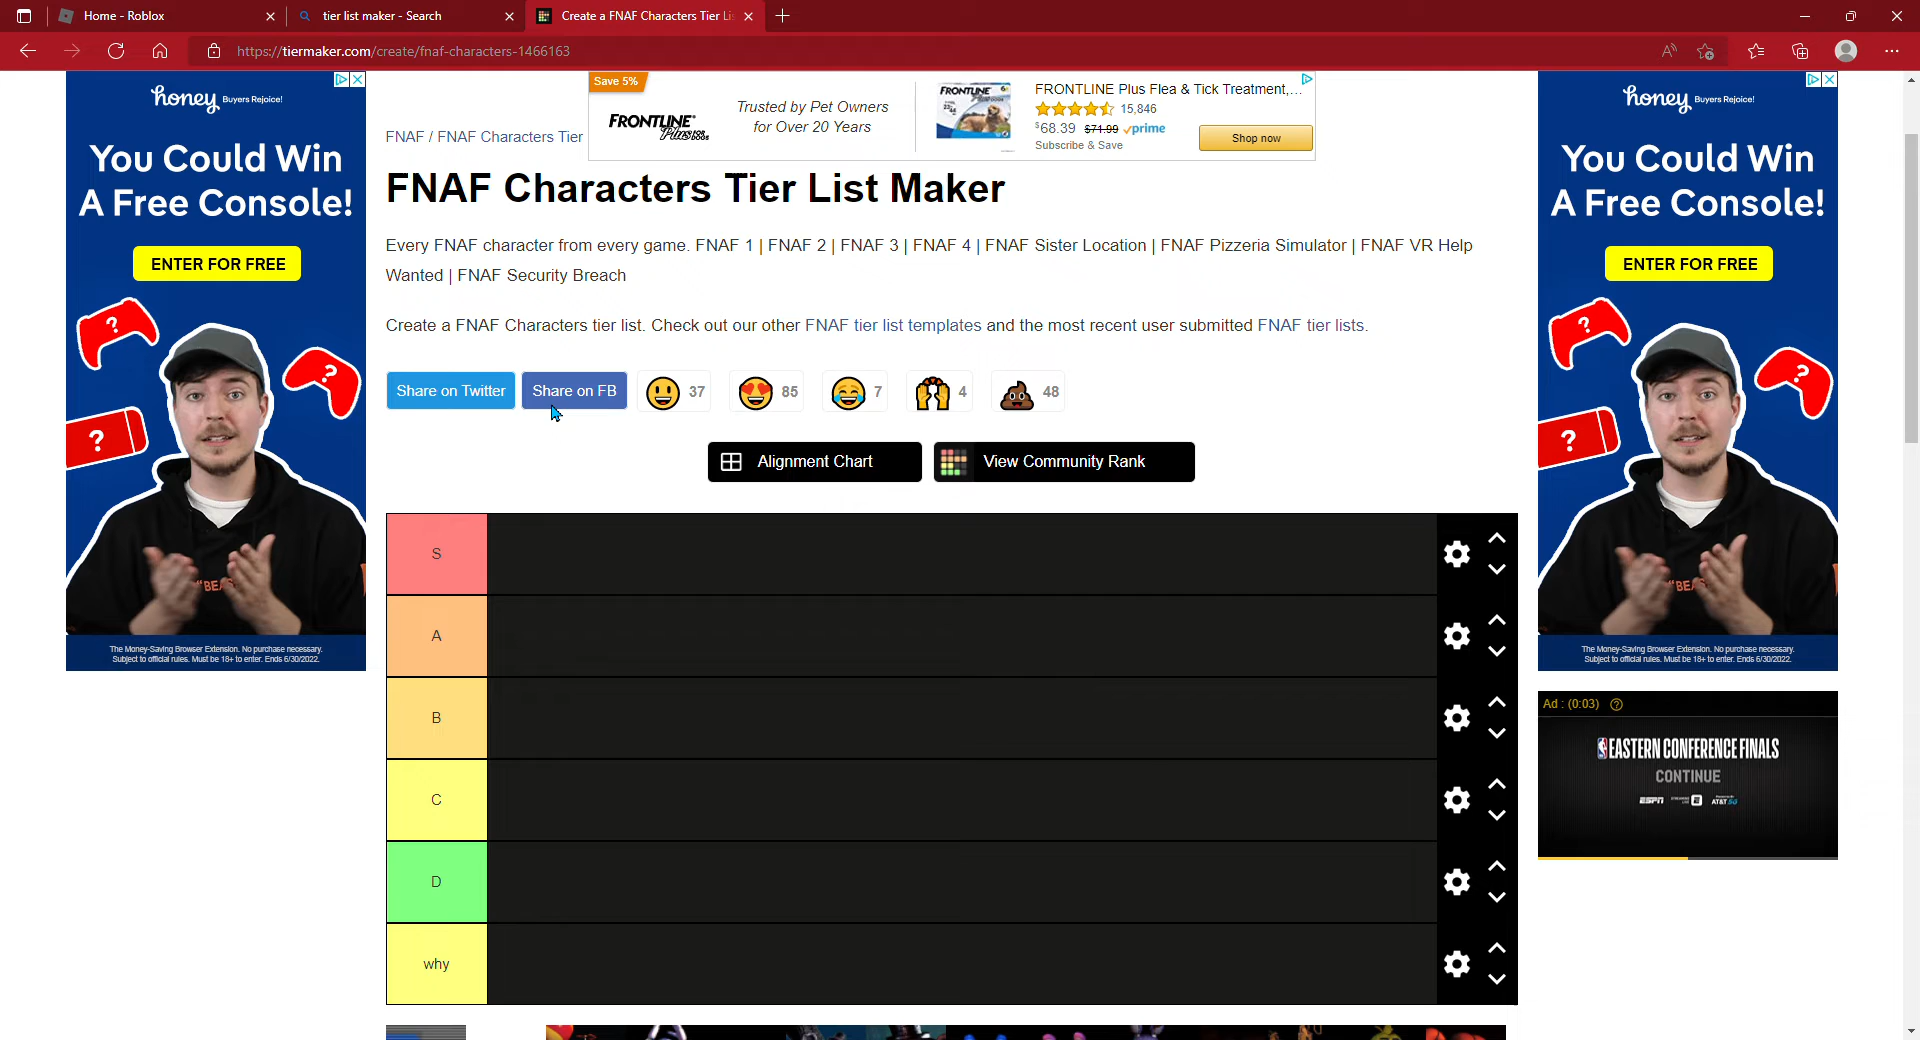 Home - Roblox
tier list maker - Search
Create a FNAF Characters Tier Li
https://tiermaker.com/create/fnaf-characters-1466163
honey Buyers Rejoice!
You Could Win
A Free Console!
ENTER FOR FREE
?
?
?
"BEA
The Money-Saving Browser Extension. No purchase necessary.
Subject to official rules. Must be 18+ to enter. Ends 6/30/2022.
Save 5%
FRONTLINE
Plus FOR DOGS
Trusted by Pet Owners
for Over 20 Years
FRONTLINE
FRONTLINE Plus Flea & Tick Treatment,...
15,846
$68.39 $71.99 prime
Subscribe & Save
Shop now
FNAF / FNAF Characters Tier
FNAF Characters Tier List Maker
Every FNAF character from every game. FNAF 1 | FNAF 2 | FNAF 3 | FNAF 4 | FNAF Sister Location | FNAF Pizzeria Simulator | FNAF VR Help
Wanted | FNAF Security Breach
Create a FNAF Characters tier list. Check out our other FNAF tier list templates and the most recent user submitted FNAF tier lists.
Share on Twitter
Share on FB
37
85
7
4
48
Alignment Chart
View Community Rank
S
A
B
C
D
why
honey Buyers Rejoice!
You Could Win
A Free Console!
ENTER FOR FREE
?
?
?
"BEA
The Money-Saving Browser Extension. No purchase necessary.
Subject to official rules. Must be 18+ to enter. Ends 6/30/2022.
Ad : (0:03)
EASTERN CONFERENCE FINALS
CONTINUE
ESPN
AT&T 5G